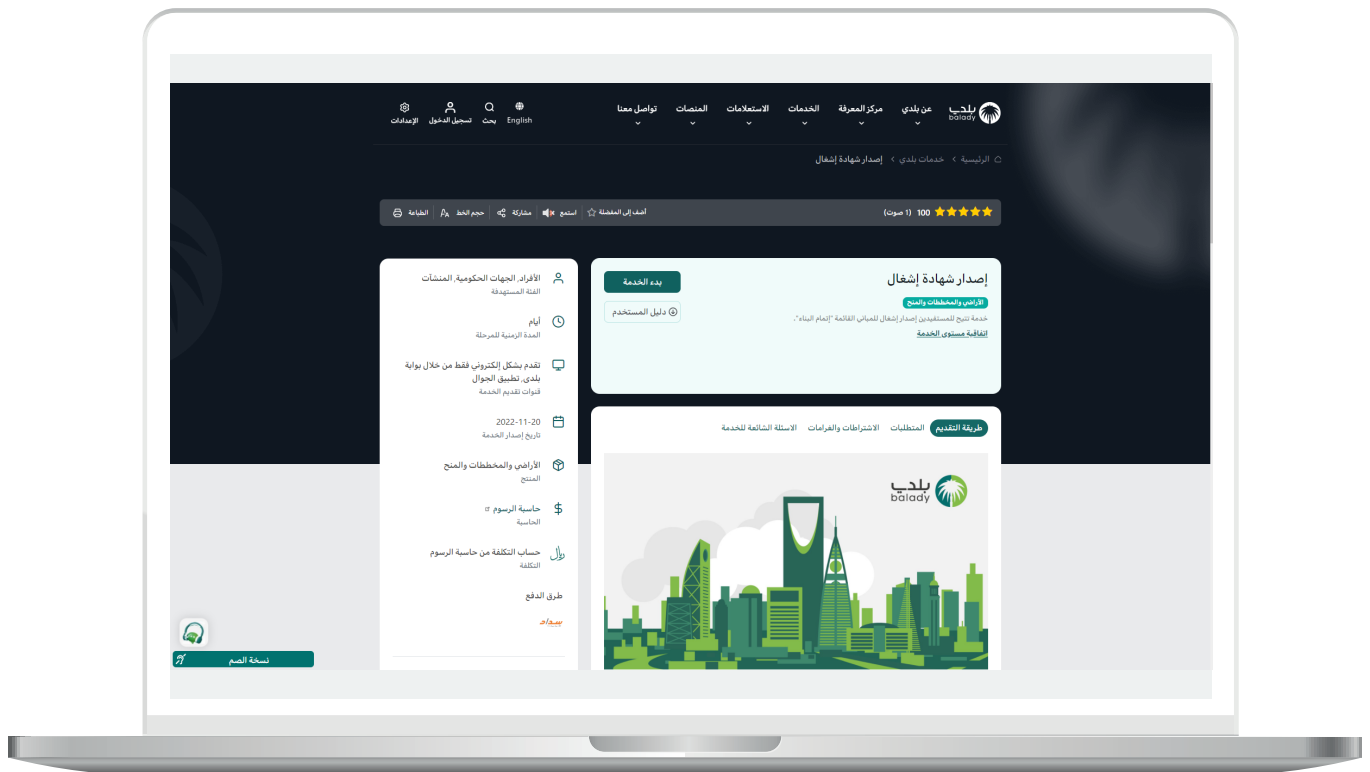 بلدي
balady
عن بلدي
مركز المعرفة
الخدمات
الاستعلامات
المنصات
تواصل معنا
English
بحث
تسجيل الدخول
الإعدادات
الرئيسية > خدمات بلدي > إصدار شهادة إشغال
100 (1 صوت)
أضف إلى المفضلة
استمع
مشاركة
حجم الخط
الطباعة
إصدار شهادة إشغال
الأراضي والمخططات والمنح
خدمة تتيح للمستفيدين إصدار إشغال للمباني القائمة "إتمام البناء".
اتفاقية مستوى الخدمة
بدء الخدمة
دليل المستخدم
طريقة التقديم
المتطلبات
الاشتراطات والغرامات
الاسئلة الشائعة للخدمة
بلدي
balady
الأفراد, الجهات الحكومية, المنشآت
الفئة المستهدفة
أيام
المدة الزمنية للمرحلة
تقدم بشكل إلكتروني فقط من خلال بوابة
بلدي, تطبيق الجوال
قنوات تقديم الخدمة
2022-11-20
تاريخ إصدار الخدمة
الأراضي والمخططات والمنح
المنتج
حاسبة الرسوم
الحاسبة
ريال
حساب التكلفة من حاسبة الرسوم
التكلفة
طرق الدفع
سداد
نسخة الصم